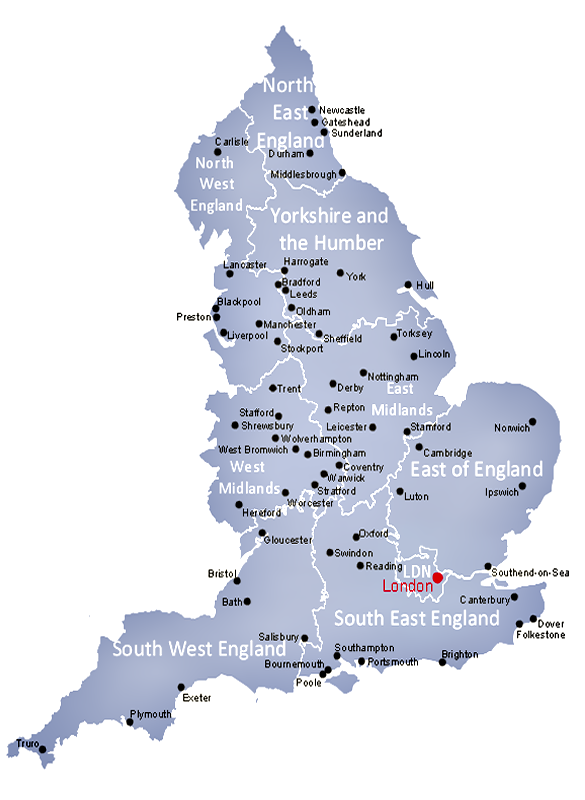 North
East
England
Newcastle
Gateshead
Sunderland
Carlisle
Durham
North
West
England
Middlesbrough
Yorkshire and
the Humber
Lancaster
Harrogate
York
Bradford
Leeds
Hull
Blackpool
Oldham
Preston
Manchester
Liverpool
Sheffield
Torksey
Stockport
Lincoln
Nottingham
Trent
Derby
East
Midlands
Repton
Stafford
Shrewsbury
Leicester
Stamford
Norwich
Wolverhampton
West Bromwich
Birmingham
Cambridge
West
Midlands
Coventry
Warwick
East of England
Stratford
Worcester
Luton
Ipswich
Hereford
Gloucester
Oxford
Swindon
Reading
LDN
London
Southend-on-Sea
Bristol
Bath
Canterbury
South East England
Dover
Folkestone
Salisbury
South West England
Southampton
Bournemouth
Portsmouth
Brighton
Poole
Exeter
Plymouth
Truro